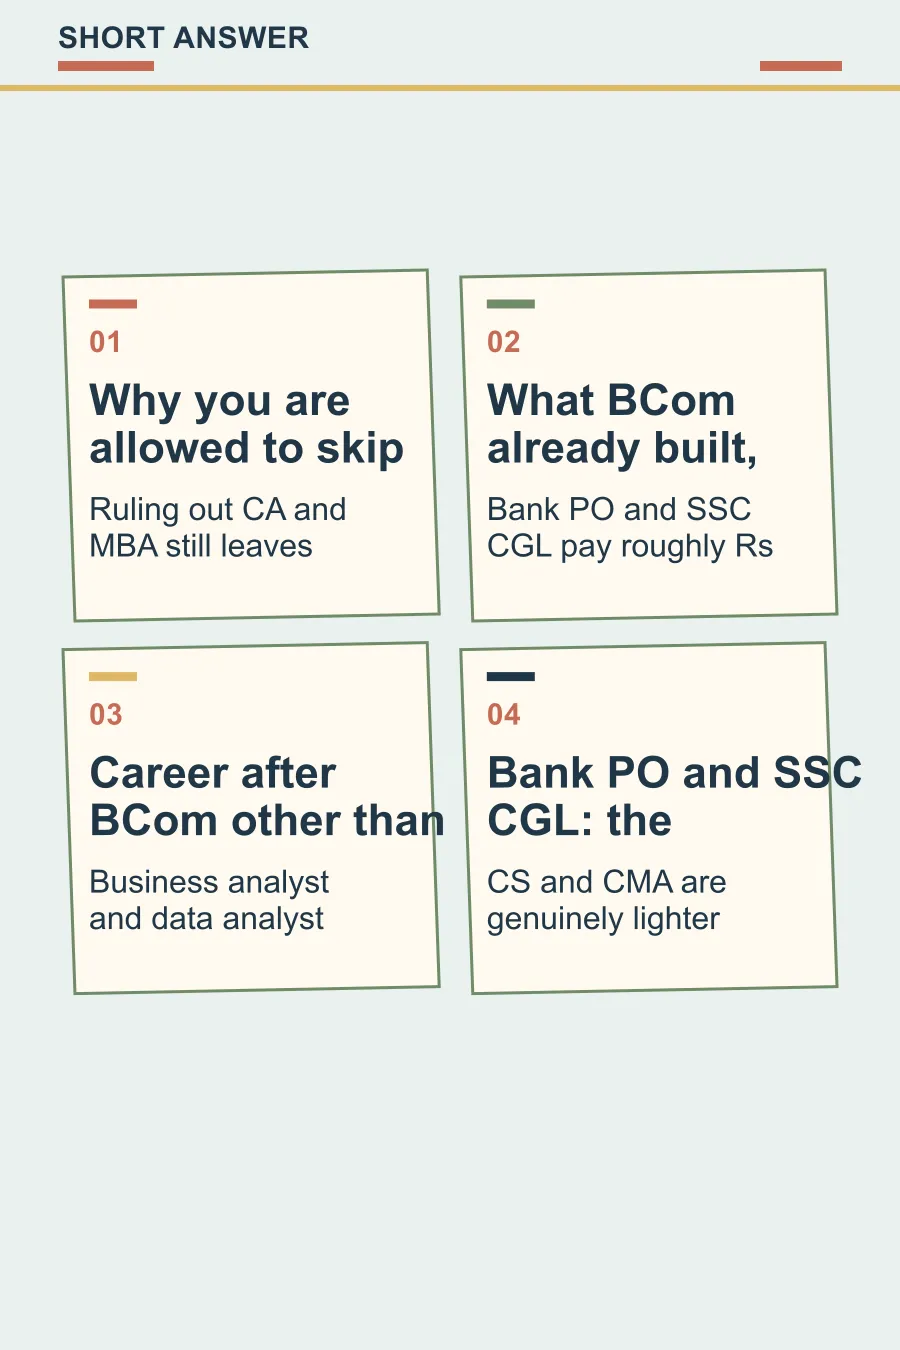 SHORT ANSWER
01
Why you are
allowed to skip
Ruling out CA and
MBA still leaves
02
What BCom
already built,
Bank PO and SSC
CGL pay roughly Rs
03
Career after
BCom other than
Business analyst
and data analyst
04
Bank PO and SSC
CGL: the
CS and CMA are
genuinely lighter